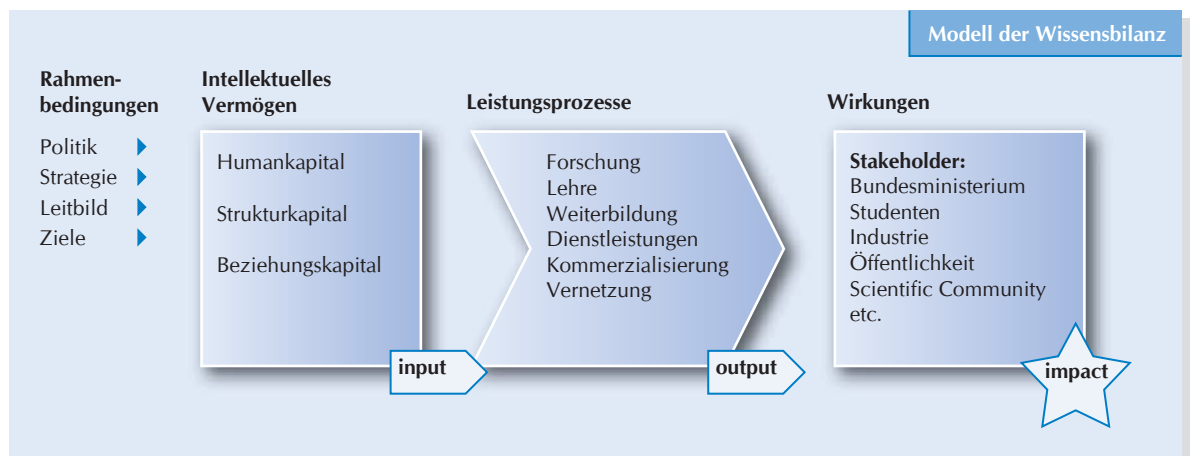 Modell der Wissensbilanz
Rahmen-
bedingungen
Politik
Strategie
Leitbild
Ziele
Intellektuelles
Vermögen
Humankapital
Strukturkapital
Beziehungskapital
input
Leistungsprozesse
Forschung
Lehre
Weiterbildung
Dienstleistungen
Kommerzialisierung
Vernetzung
output
Wirkungen
Stakeholder:
Bundesministerium
Studenten
Industrie
Öffentlichkeit
Scientific Community
etc.
impact